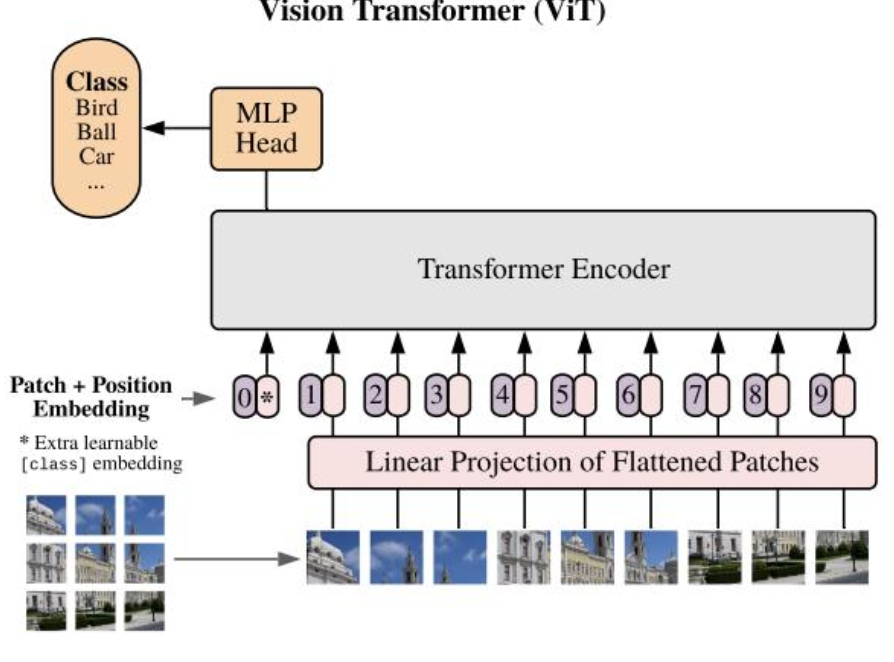 Vision Transformer (ViT)
Class
Bird
Ball
Car
...
MLP
Head
Transformer Encoder
Patch + Position
Embedding
0 * 1 2 3 4 5 6 7 8 9
* Extra learnable
[class] embedding
Linear Projection of Flattened Patches